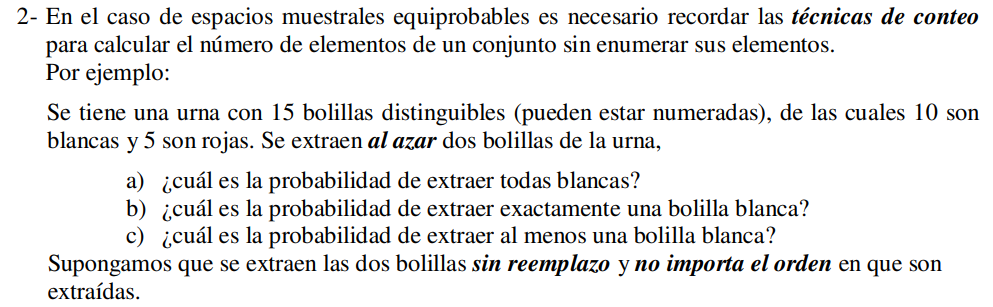 2- En el caso de espacios muestrales equiprobables es necesario recordar las técnicas de conteo
para calcular el número de elementos de un conjunto sin enumerar sus elementos.
Por ejemplo:
Se tiene una urna con 15 bolillas distinguibles (pueden estar numeradas), de las cuales 10 son
blancas y 5 son rojas. Se extraen al azar dos bolillas de la urna,
a) ¿cuál es la probabilidad de extraer todas blancas?
b) ¿cuál es la probabilidad de extraer exactamente una bolilla blanca?
c) ¿cuál es la probabilidad de extraer al menos una bolilla blanca?
Supongamos que se extraen las dos bolillas sin reemplazo y no importa el orden en que son
extraídas.